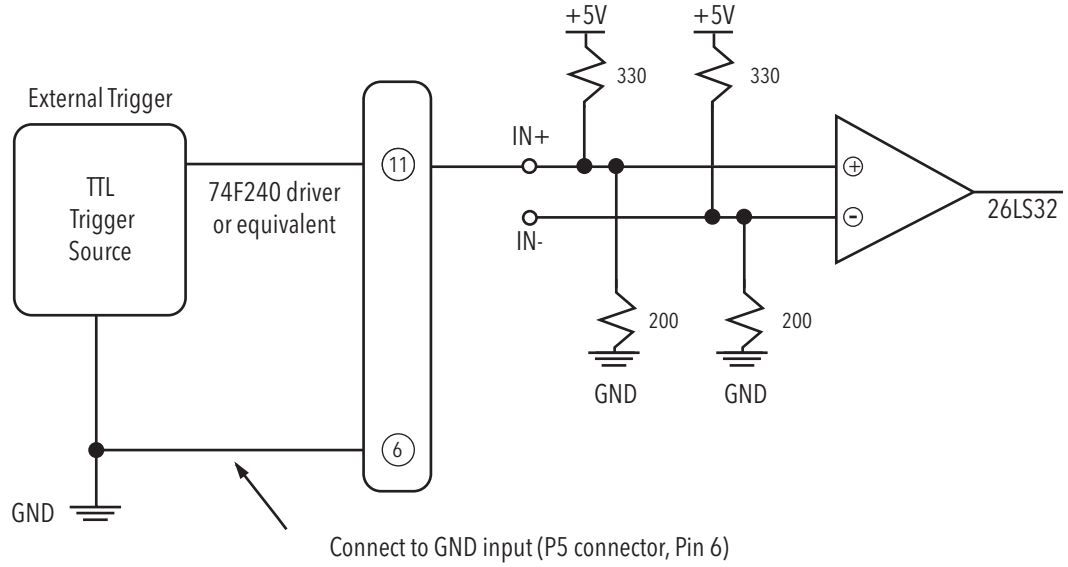 +5V
+5V
330
330
External Trigger
IN+
TTL
Trigger
Source
11
74F240 driver
or equivalent
+
-
26LS32
IN-
200
200
GND
GND
6
GND
Connect to GND input (P5 connector, Pin 6)